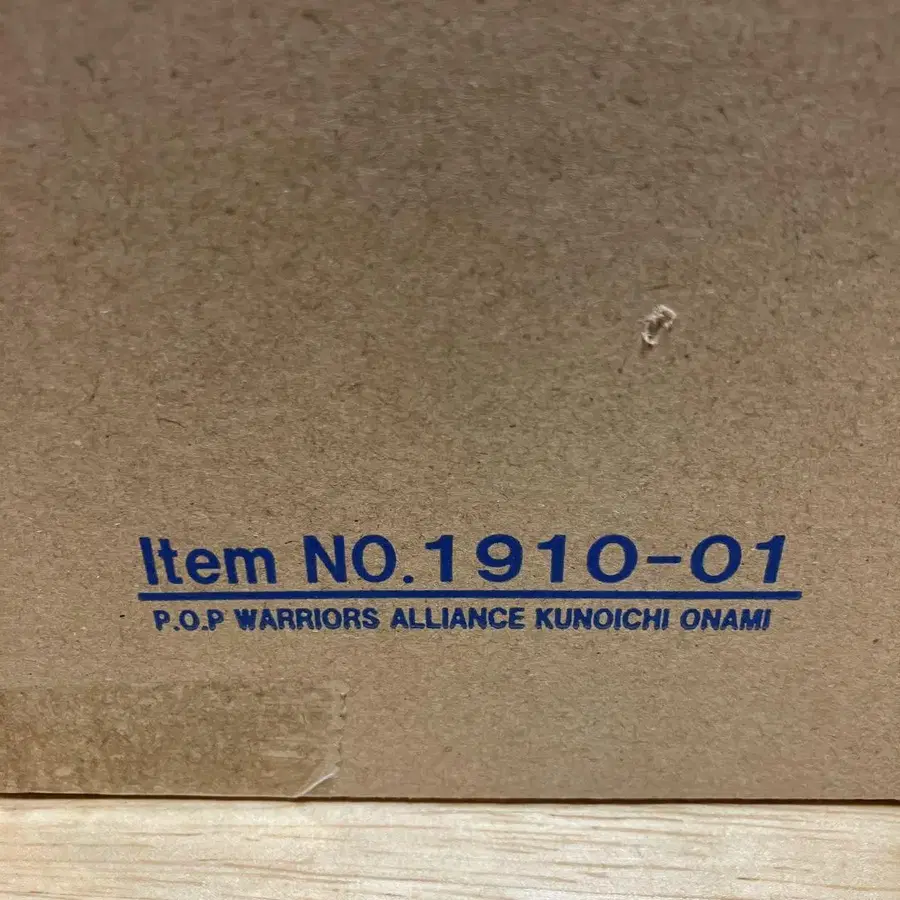 Item NO.1910-01
P.O.P WARRIORS ALLIANCE KUNOICHI ONAMI